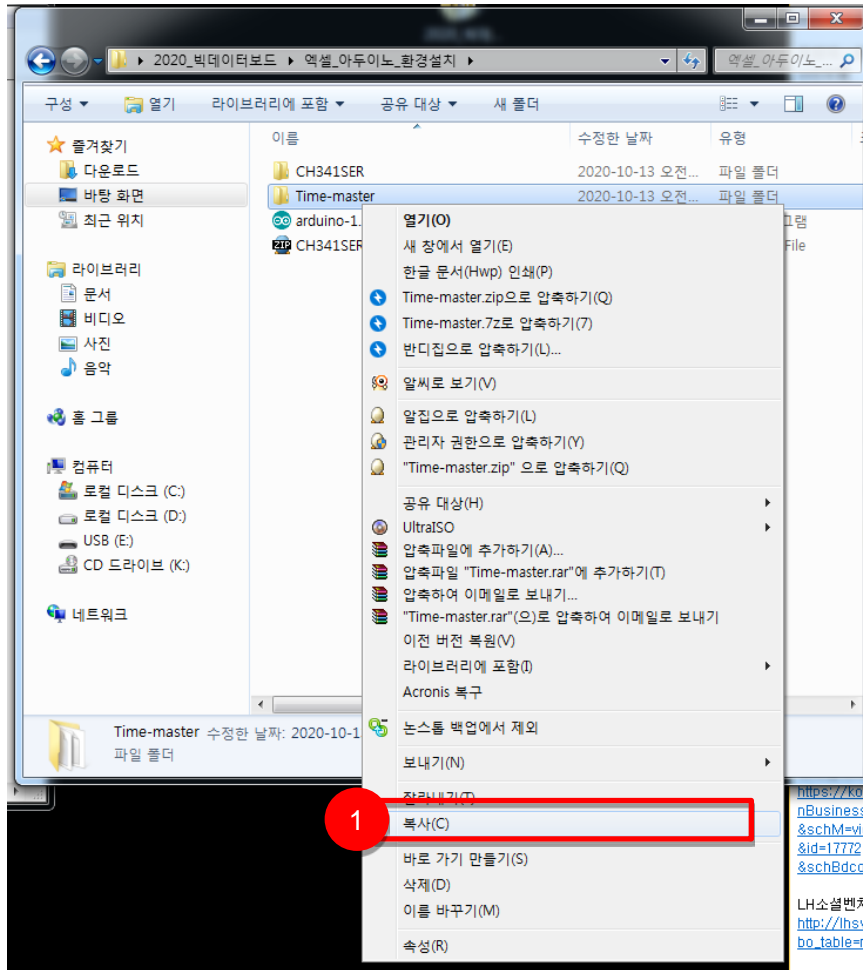 2020_빅데이터보드 ▸ 엑셀_아두이노_환경설치 ▸
엑셀_아두이노_...
구성 열기 라이브러리에 포함 공유 대상 새 폴더
즐겨찾기
다운로드
바탕 화면
최근 위치
라이브러리
문서
비디오
사진
음악
홈 그룹
컴퓨터
로컬 디스크 (C:)
로컬 디스크 (D:)
USB (E:)
CD 드라이브 (K:)
네트워크
이름 수정한 날짜 유형
CH341SER 2020-10-13 오전... 파일 폴더
Time-master 2020-10-13 오전... 파일 폴더
arduino-1.
CH341SER File
열기(O)
새 창에서 열기(E)
한글 문서(Hwp) 인쇄(P)
Time-master.zip으로 압축하기(Q)
Time-master.7z로 압축하기(7)
반디집으로 압축하기(L)...
알씨로 보기(V)
알집으로 압축하기(L)
관리자 권한으로 압축하기(Y)
"Time-master.zip" 으로 압축하기(Q)
공유 대상(H)
UltraISO
압축파일에 추가하기(A)...
압축파일 "Time-master.rar"에 추가하기(T)
압축하여 이메일로 보내기...
"Time-master.rar"(으)로 압축하여 이메일로 보내기
이전 버전 복원(V)
라이브러리에 포함(I)
Acronis 복구
논스톱 백업에서 제외
보내기(N)
잘라내기(T)
1 복사(C)
바로 가기 만들기(S)
삭제(D)
이름 바꾸기(M)
속성(R)
Time-master 수정한 날짜: 2020-10-1
파일 폴더
https://ko
nBusiness
&schM=vi
&id=17772
&schBdcc
LH소셜벤처
http://lhsv
bo_table=n